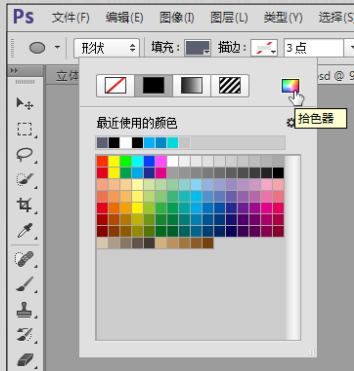 Ps 文件(F) 编辑(E) 图像(I) 图层(L) 类型(Y) 选择(S
形状 填充: 描边: 3点
立体 sd @ 9
最近使用的颜色
拾色器